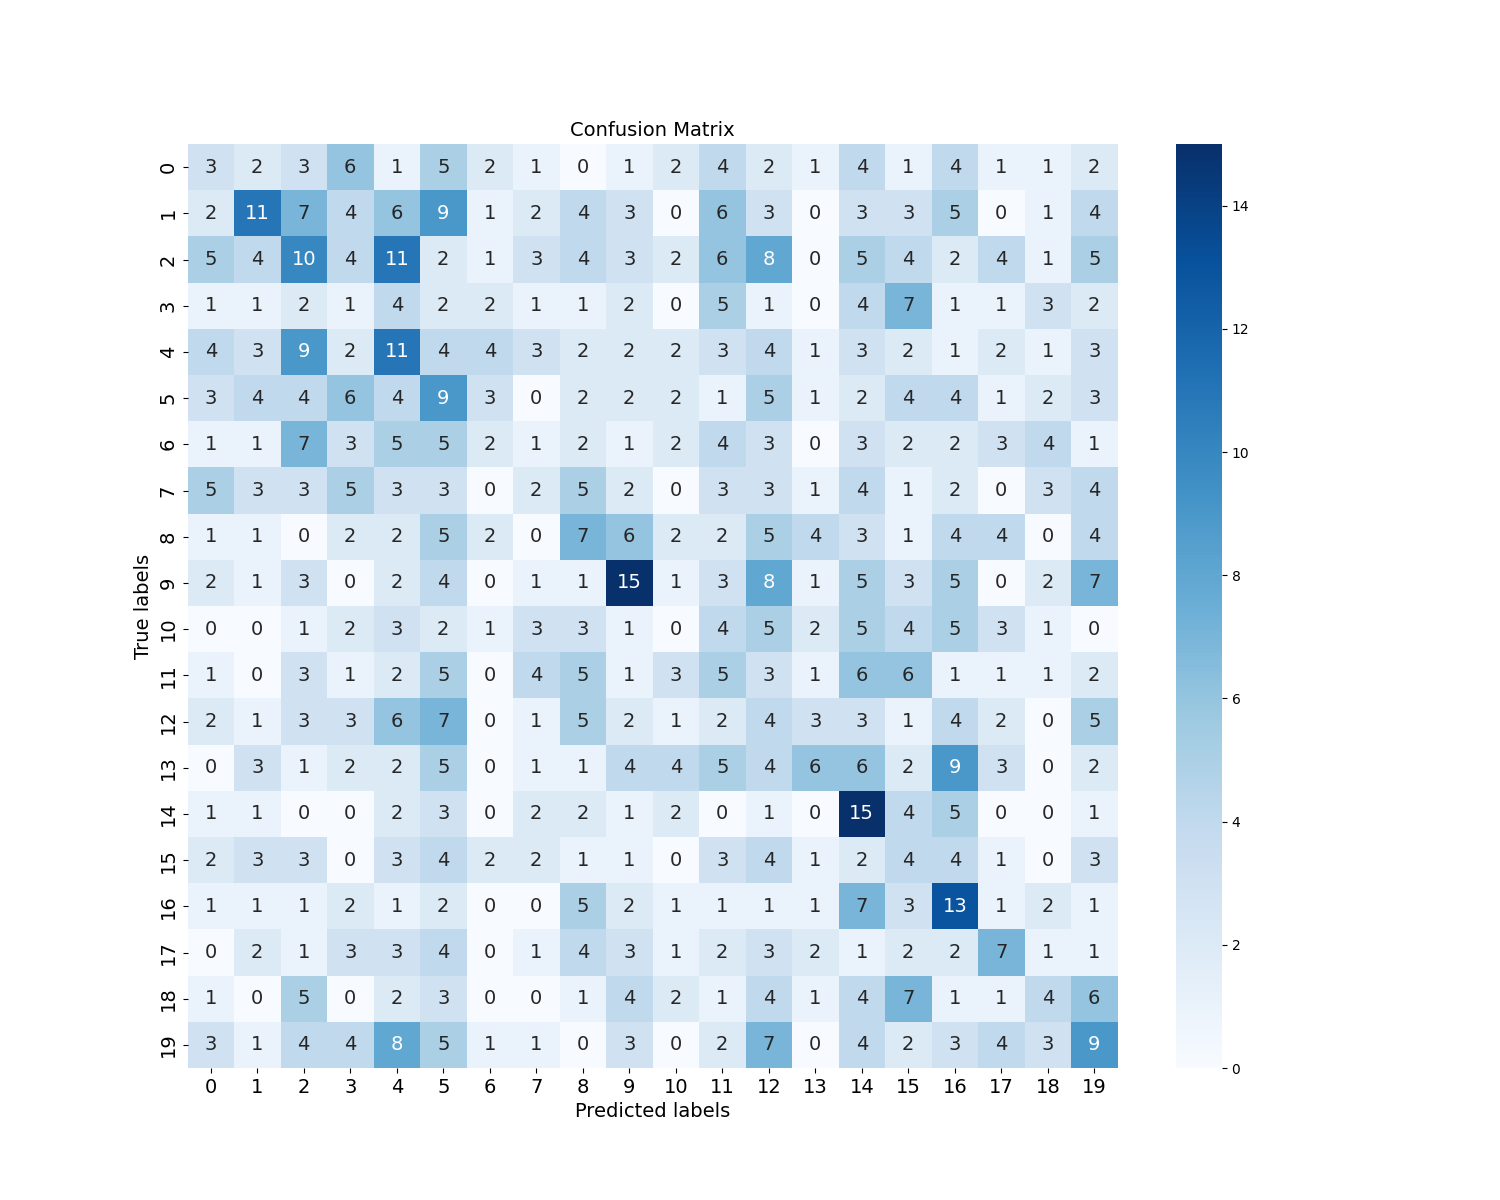 Confusion Matrix
0 3 2 3 6 1 5 2 1 0 1 2 4 2 1 4 1 4 1 1 2
1 2 11 7 4 6 9 1 2 4 3 0 6 3 0 3 3 5 0 1 4
2 5 4 10 4 11 2 1 3 4 3 2 6 8 0 5 4 2 4 1 5
3 1 1 2 1 4 2 2 1 1 2 0 5 1 0 4 7 1 1 3 2
4 4 3 9 2 11 4 4 3 2 2 2 3 4 1 3 2 1 2 1 3
5 3 4 4 6 4 9 3 0 2 2 2 1 5 1 2 4 4 1 2 3
6 1 1 7 3 5 5 2 1 2 1 2 4 3 0 3 2 2 3 4 1
7 5 3 3 5 3 3 0 2 5 2 0 3 3 1 4 1 2 0 3 4
8 1 1 0 2 2 5 2 0 7 6 2 2 5 4 3 1 4 4 0 4
9 2 1 3 0 2 4 0 1 1 15 1 3 8 1 5 3 5 0 2 7
10 0 0 1 2 3 2 1 3 3 1 0 4 5 2 5 4 5 3 1 0
11 1 0 3 1 2 5 0 4 5 1 3 5 3 1 6 6 1 1 1 2
12 2 1 3 3 6 7 0 1 5 2 1 2 4 3 3 1 4 2 0 5
13 0 3 1 2 2 5 0 1 1 4 4 5 4 6 6 2 9 3 0 2
14 1 1 0 0 2 3 0 2 2 1 2 0 1 0 15 4 5 0 0 1
15 2 3 3 0 3 4 2 2 1 1 0 3 4 1 2 4 4 1 0 3
16 1 1 1 2 1 2 0 0 5 2 1 1 1 1 7 3 13 1 2 1
17 0 2 1 3 3 4 0 1 4 3 1 2 3 2 1 2 2 7 1 1
18 1 0 5 0 2 3 0 0 1 4 2 1 4 1 4 7 1 1 4 6
19 3 1 4 4 8 5 1 1 0 3 0 2 7 0 4 2 3 4 3 9
0 1 2 3 4 5 6 7 8 9 10 11 12 13 14 15 16 17 18 19
Predicted labels
True labels
14
12
10
8
6
4
2
0